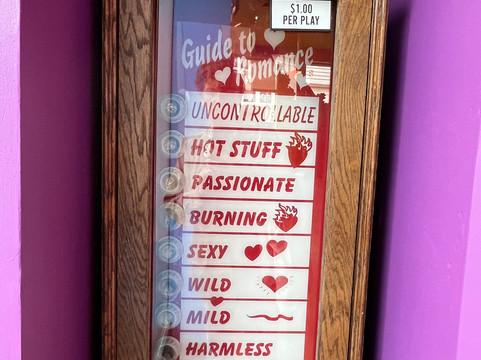 $1.00
PER PLAY
Guide to
Romance
UNCONTROLLABLE
HOT STUFF
PASSIONATE
BURNING
SEXY
WILD
MILD
HARMLESS